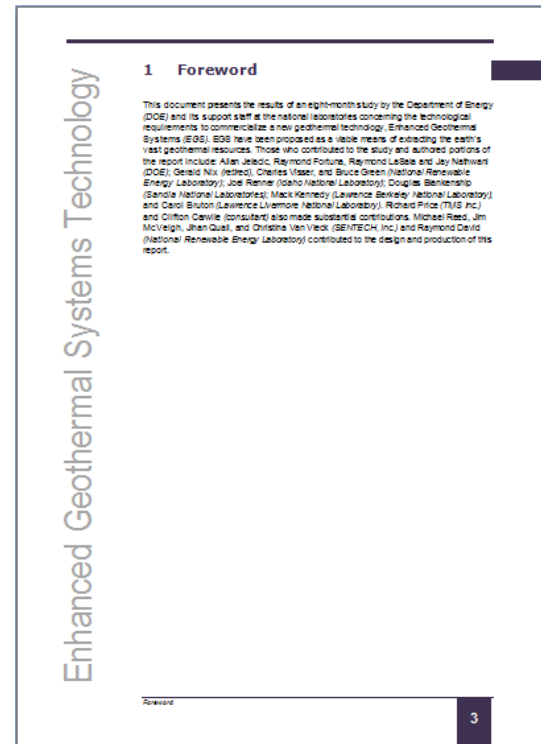 Enhanced Geothermal Systems Technology
1 Foreword
This document presents the results of an eight-month study by the Department of Energy
(DOE) and its support staff at the national laboratories concerning the technological
requirements to commercialize a new geothermal technology, Enhanced Geothermal
Systems (EGS). EGS have been proposed as a viable means of extracting the earth's
vast geothermal resources. Those who contributed to the study and authored portions of
the report include: Allan Jelacic, Raymond Fortuna, Raymond LaSala and Jay Nathwani
(DOE); Gerald Nix (retired), Charles Visser, and Bruce Green (National Renewable
Energy Laboratory); Joel Renner (Idaho National Laboratory); Douglas Blankenship
(Sandia National Laboratories); Mack Kennedy (Lawrence Berkeley National Laboratory);
and Carol Bruton (Lawrence Livermore National Laboratory). Richard Price (TMS Inc.)
and Clifton Carwile (consultant) also made substantial contributions. Michael Reed, Jim
McVeigh, Jihan Quail, and Christina Van Vleck (SENTECH, Inc.) and Raymond David
(National Renewable Energy Laboratory) contributed to the design and production of this
report.
Foreword
3